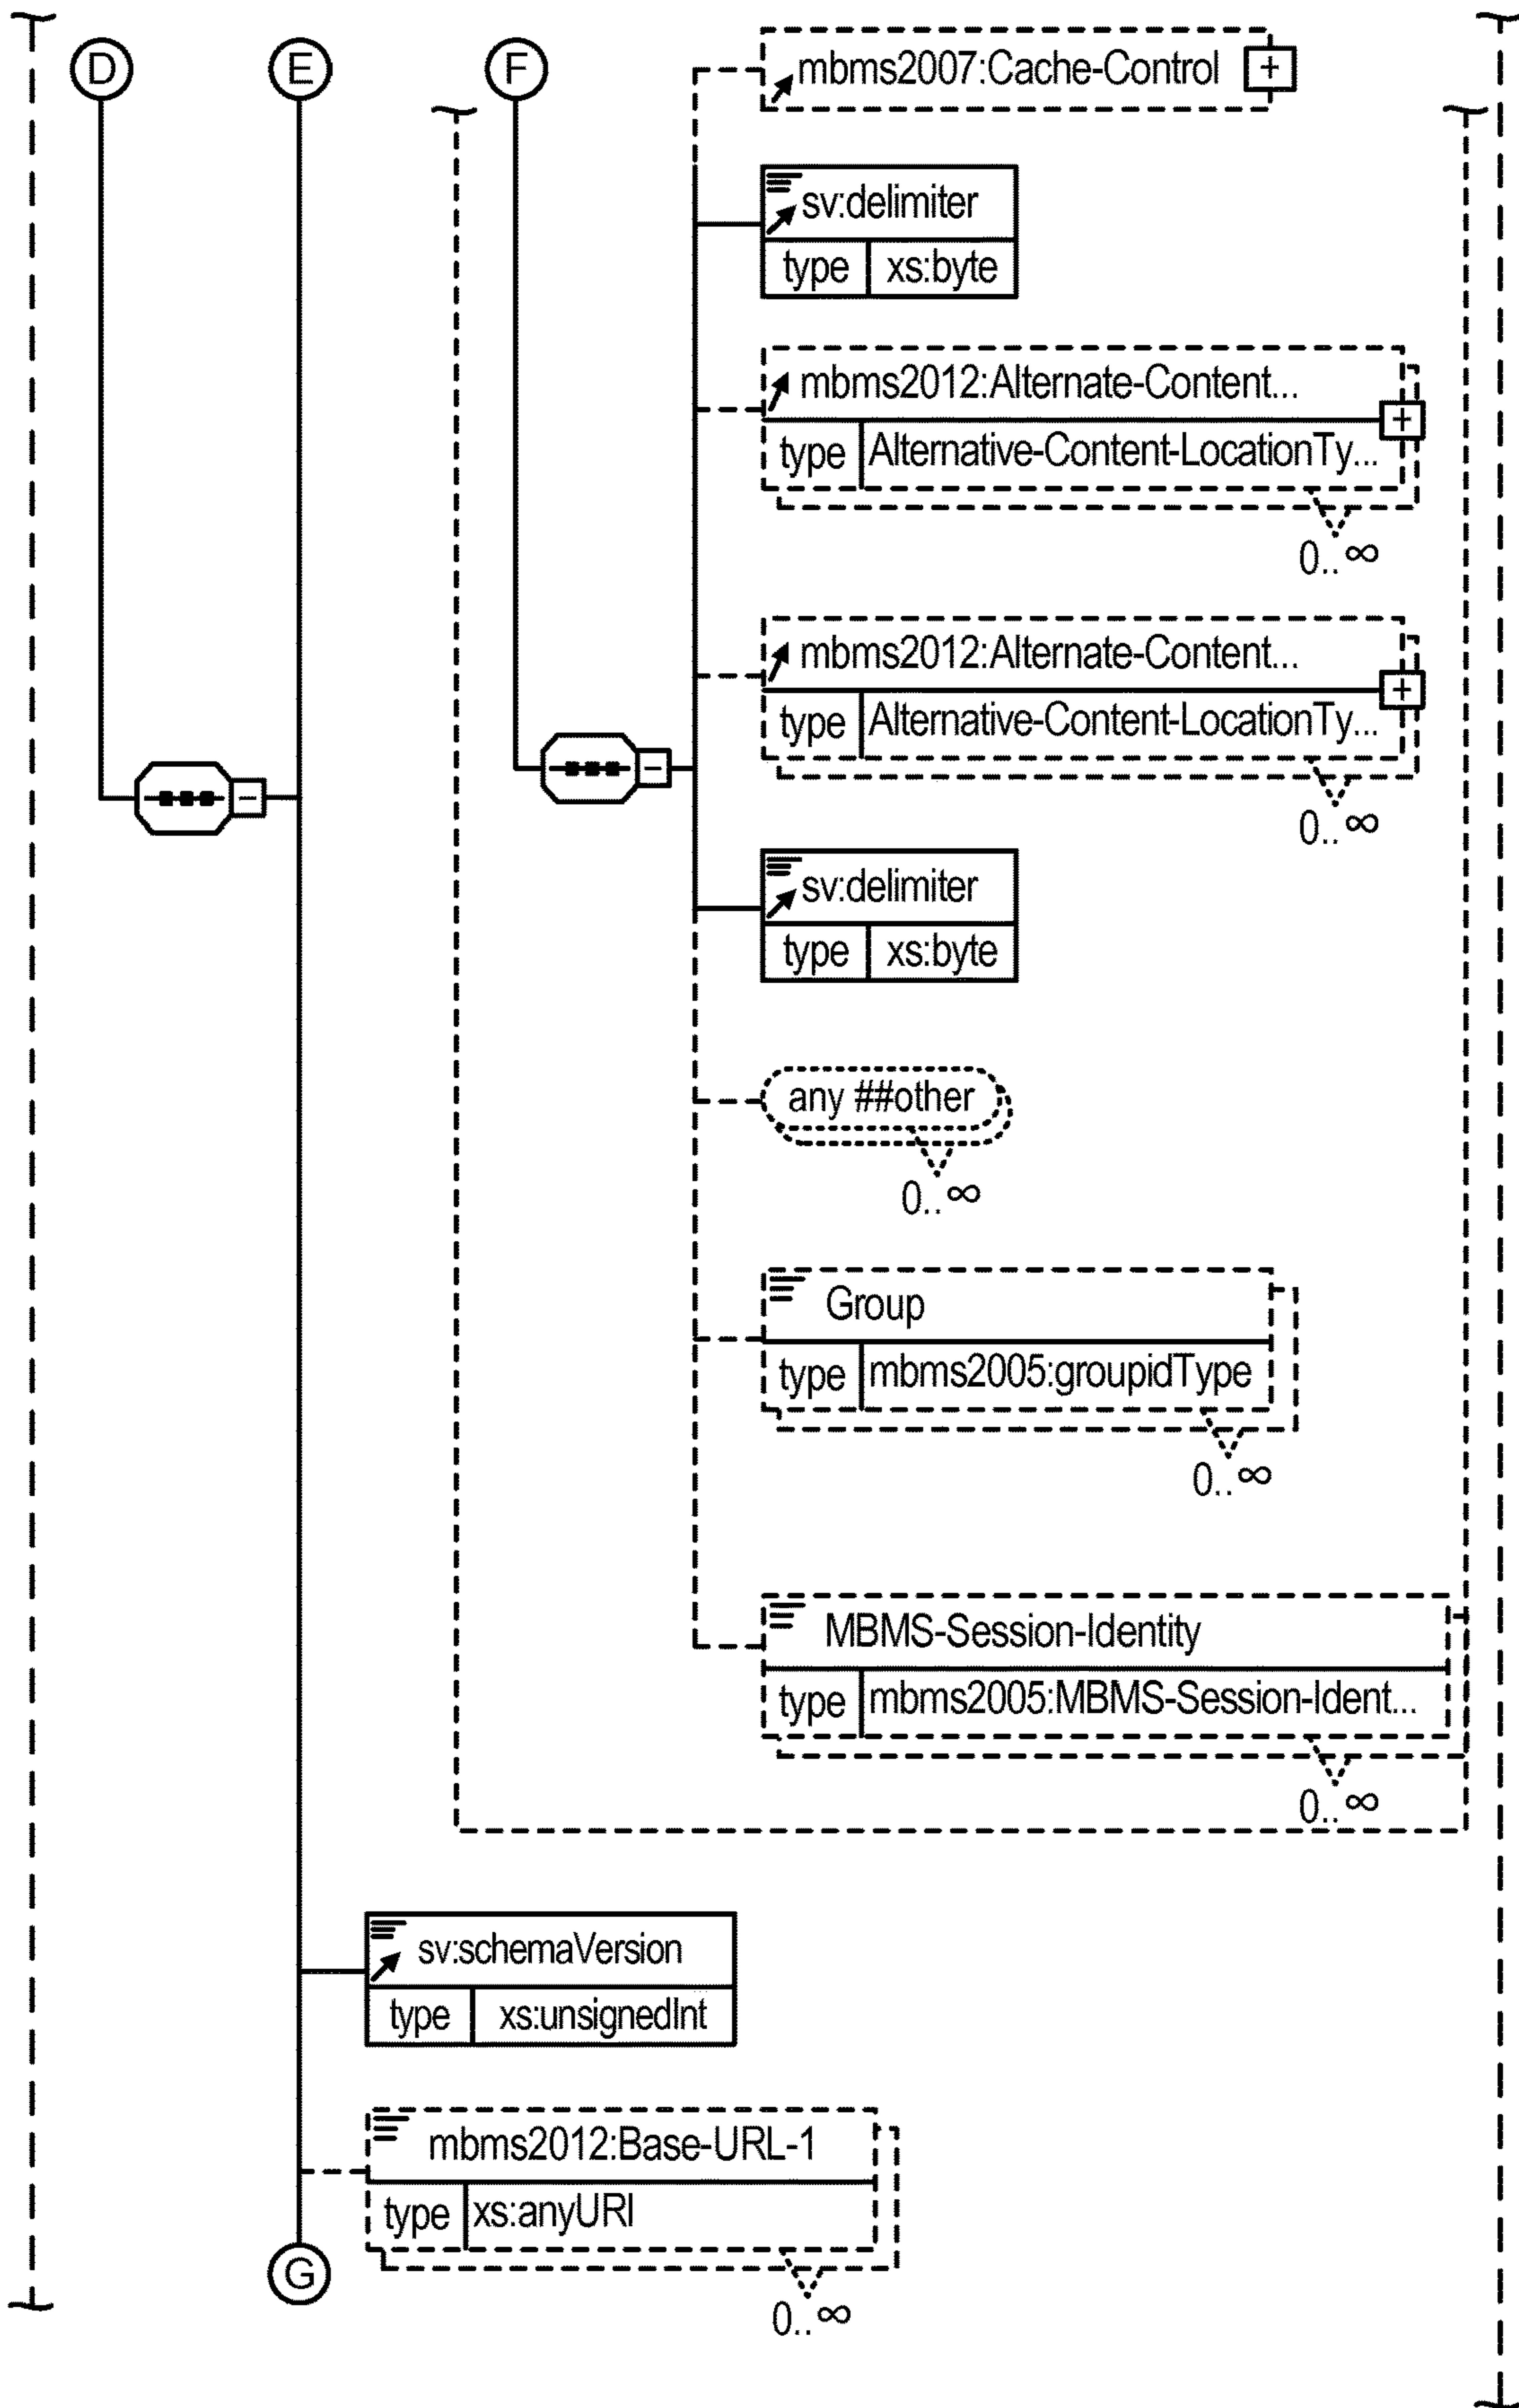 D
E
F
mbms2007:Cache-Control
+
sv:delimiter
type
xs:byte
mbms2012:Alternate-Content...
+
type
Alternative-Content-LocationTy...
0..∞
mbms2012:Alternate-Content...
+
type
Alternative-Content-LocationTy...
0..∞
-
-
sv:delimiter
type
xs:byte
any ##other
0..∞
Group
type
mbms2005:groupidType
0..∞
MBMS-Session-Identity
type
mbms2005:MBMS-Session-Ident...
0..∞
sv:schemaVersion
type
xs:unsignedInt
mbms2012:Base-URL-1
type
xs:anyURI
G
0..∞